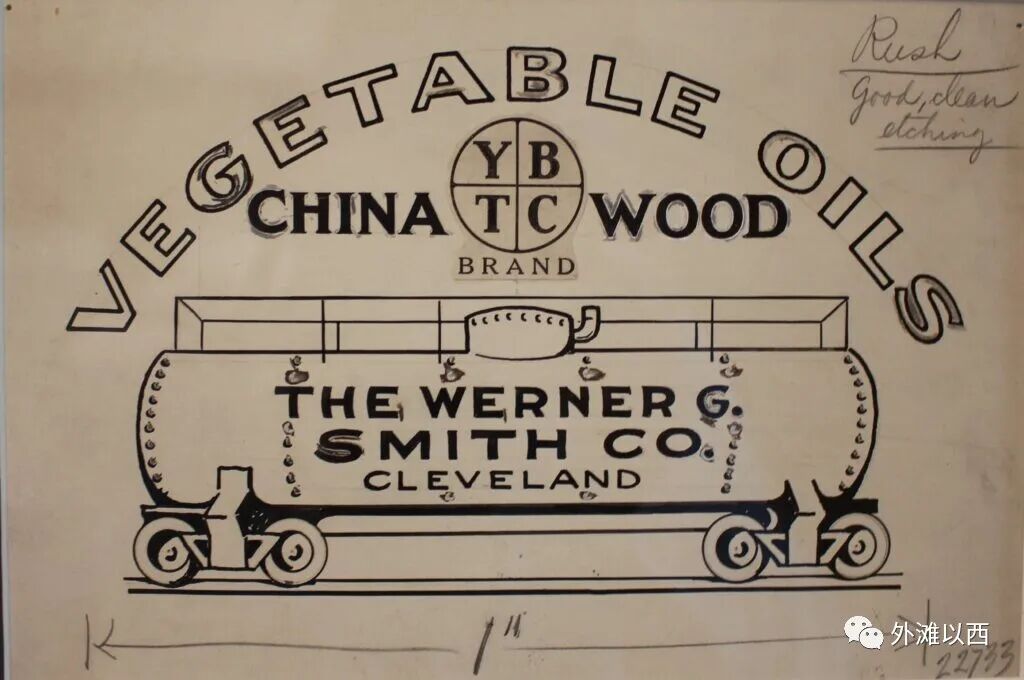 Rush
Good, clean
etching
VEGETABLE OILS
Y B
CHINA T C WOOD
BRAND
THE WERNER G.
SMITH CO.
CLEVELAND
1"
外滩以西
22733